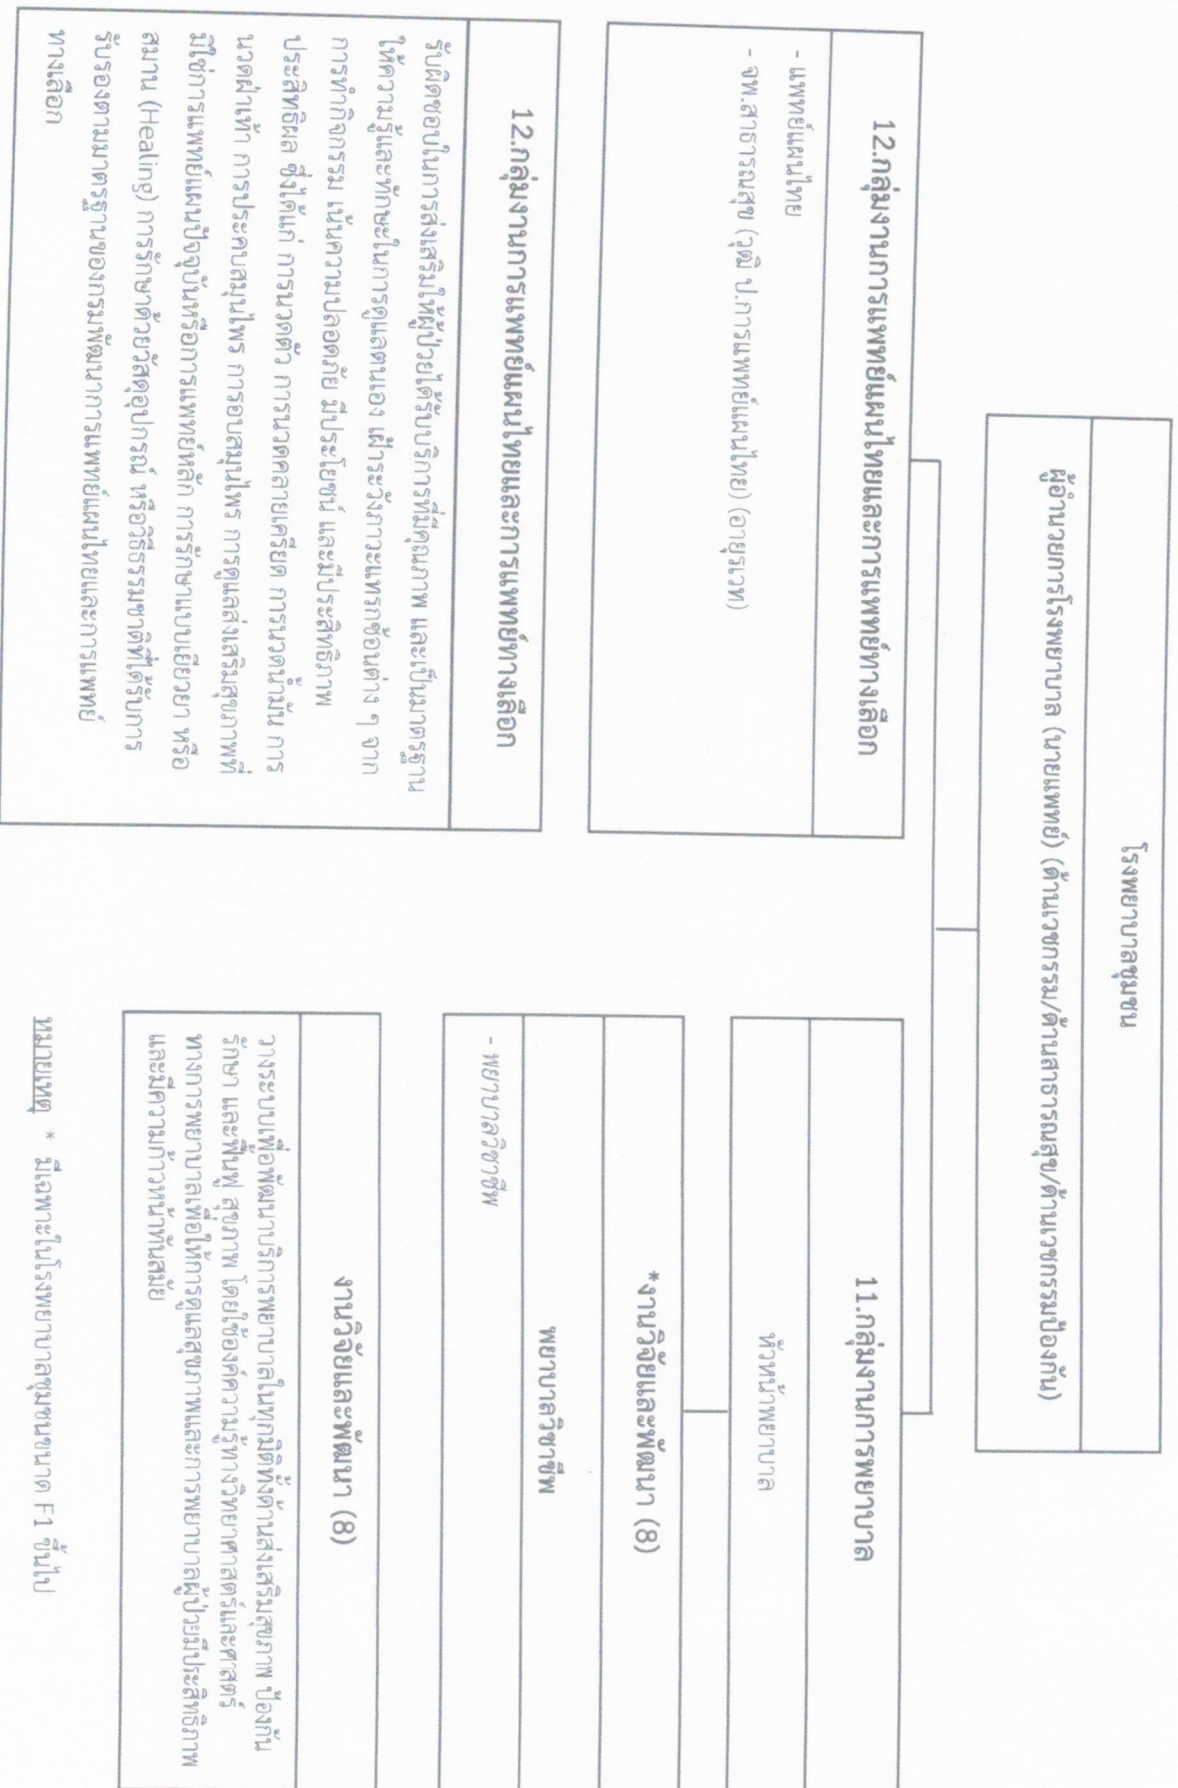 โรงพยาบาลชุมชน
ผู้อำนวยการโรงพยาบาล (นายแพทย์) (ด้านเวชกรรม/ด้านสาธารณสุข/ด้านเวชกรรมป้องกัน)
12.กลุ่มงานการแพทย์แผนไทยและการแพทย์ทางเลือก
- แพทย์แผนไทย
- จพ.สาธารณสุข (วุฒิ ป.การแพทย์แผนไทย) (อายุรเวท)
12.กลุ่มงานการแพทย์แผนไทยและการแพทย์ทางเลือก
รับผิดชอบในการส่งเสริมให้ผู้ป่วยได้รับบริการที่มีคุณภาพ และเป็นมาตรฐาน
ให้ความรู้และทักษะในการดูแลตนเอง เฝ้าระวังภาวะแทรกซ้อนต่าง ๆ จาก
การทำกิจกรรม เน้นความปลอดภัย มีประโยชน์ และมีประสิทธิภาพ
ประสิทธิผล ซึ่งได้แก่ การนวดตัว การนวดคลายเครียด การนวดน้ำมัน การ
นวดฝ่าเท้า การประคบสมุนไพร การอบสมุนไพร การดูแลส่งเสริมสุขภาพที่
มิใช่การแพทย์แผนปัจจุบันหรือการแพทย์หลัก การรักษาแบบเยียวยา หรือ
สมาน (Healing) การรักษาด้วยวัสดุอุปกรณ์ หรือวิธีธรรมชาติที่ได้รับการ
รับรองตามมาตรฐานของกรมพัฒนาการแพทย์แผนไทยและการแพทย์
ทางเลือก
11.กลุ่มงานการพยาบาล
หัวหน้าพยาบาล
*งานวิจัยและพัฒนา (8)
พยาบาลวิชาชีพ
- พยาบาลวิชาชีพ
งานวิจัยและพัฒนา (8)
วางระบบเพื่อพัฒนาบริการพยาบาลในทุกมิติทั้งด้านส่งเสริมสุขภาพ ป้องกัน
รักษา และฟื้นฟู สุขภาพ โดยใช้องค์ความรู้ทางวิทยาศาสตร์และศาสตร์
ทางการพยาบาลเพื่อให้การดูแลสุขภาพและการพยาบาลผู้ป่วยมีประสิทธิภาพ
และมีความก้าวหน้าทันสมัย
หมายเหตุ * มีเฉพาะในโรงพยาบาลชุมชนขนาด F1 ขึ้นไป